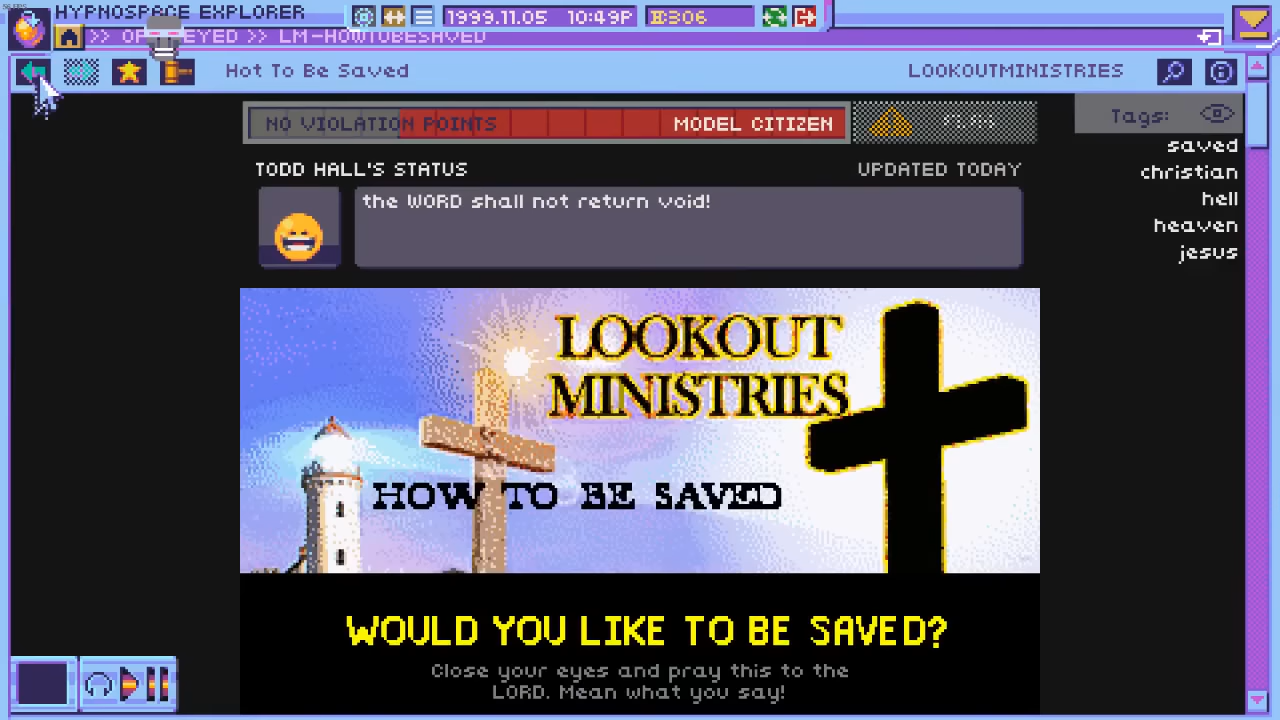 HYPNOSPACE EXPLORER
1999.11.05 10:49P
306
LM-HOWTOBESAVED
Hot To Be Saved
LOOKOUTMINISTRIES
NO VIOLATION POINTS
MODEL CITIZEN
Tags:
saved
christian
hell
heaven
jesus
TODD HALL'S STATUS
UPDATED TODAY
the WORD shall not return void!
LOOKOUT
MINISTRIES
HOW TO BE SAVED
WOULD YOU LIKE TO BE SAVED?
Close your eyes and pray this to the
LORD. Mean what you say!